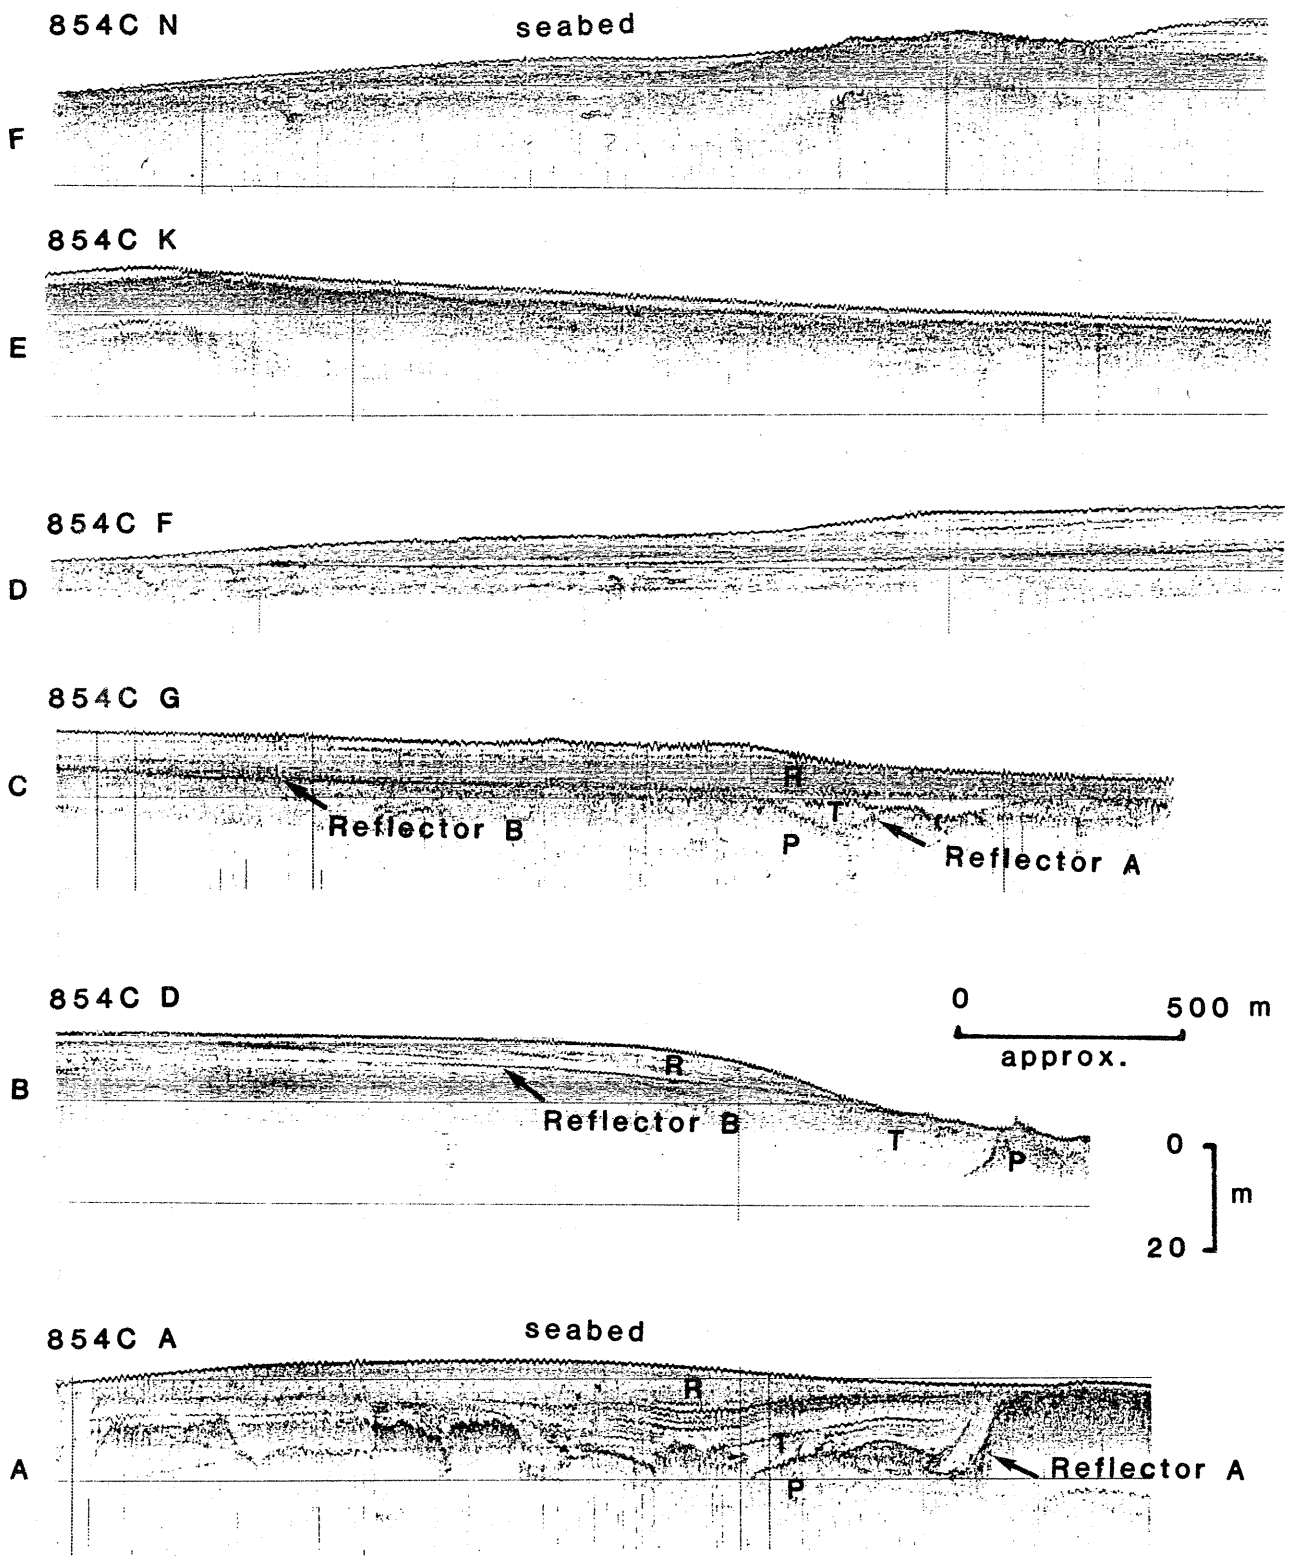 854C N
seabed
F
854C K
E
854C F
D
854C G
C
R
T
P
Reflector B
Reflector A
854C D
0
500 m
approx.
B
R
Reflector B
T
P
0
m
20
854C A
seabed
R
T
A
P
Reflector A